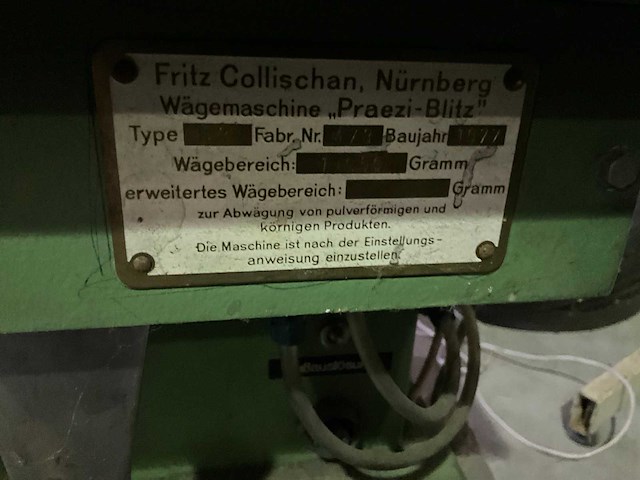 Fritz Collischan, Nürnberg
Wägemaschine „Praezi-Blitz"
Type Fabr. Nr. Baujahr
Wägebereich: Gramm
erweitertes Wägebereich: Gramm
zur Abwägung von pulverförmigen und
körnigen Produkten.
Die Maschine ist nach der Einstellungs-
anweisung einzustellen.